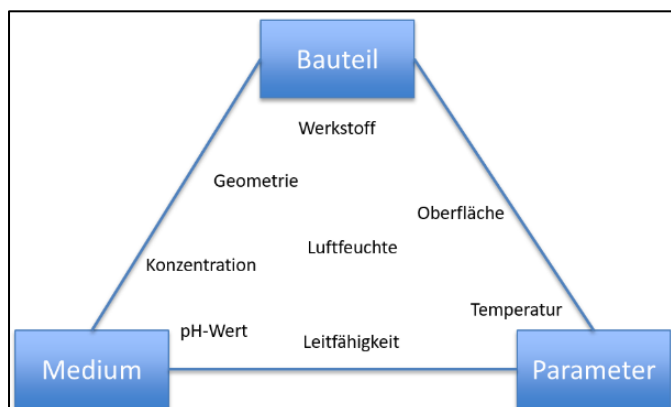 Bauteil
Werkstoff
Geometrie
Oberfläche
Luftfeuchte
Konzentration
Temperatur
pH-Wert
Leitfähigkeit
Medium
Parameter